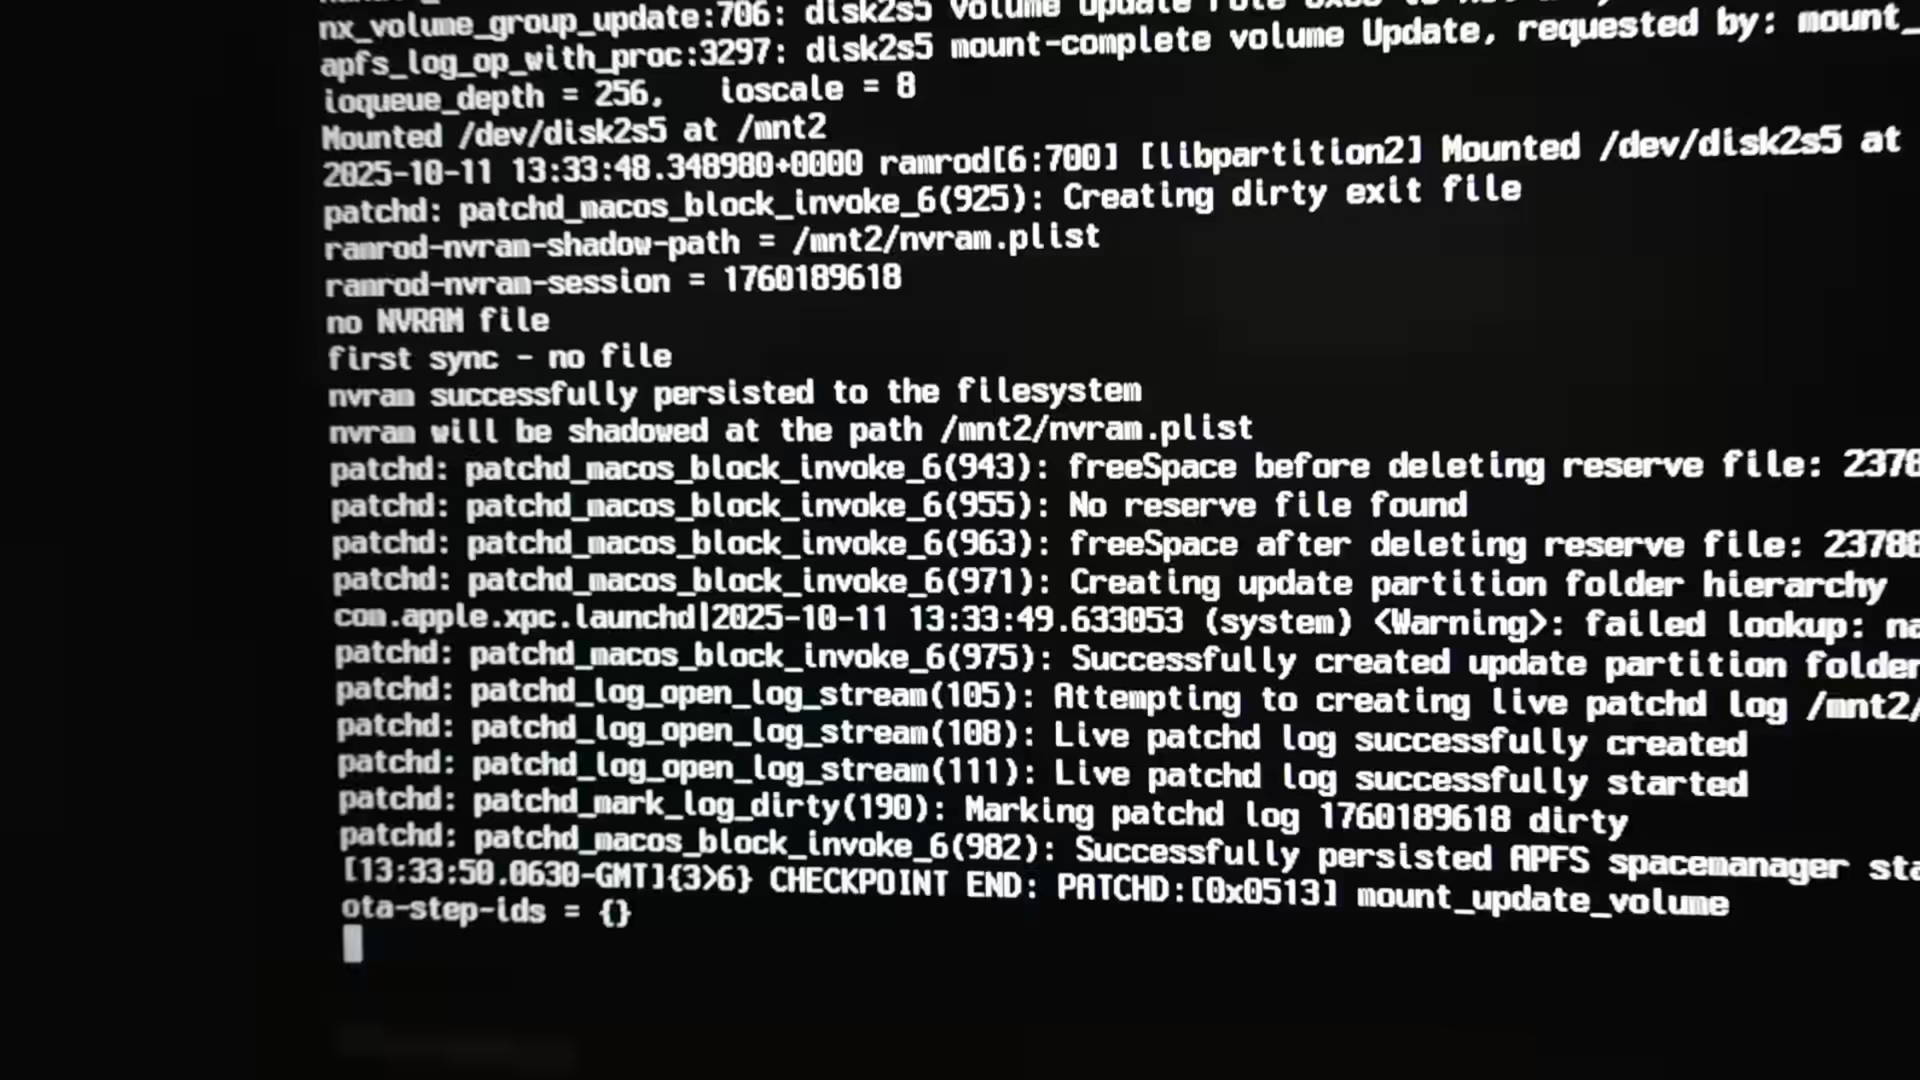 nx_volume_group_update:706: disk2s5 volume Update role
apfs_log_op_with_proc:3297: disk2s5 mount-complete volume Update, requested by: mount_
ioqueue_depth = 256,   ioscale = 8
Mounted /dev/disk2s5 at /mnt2
2025-10-11 13:33:48.348980+0000 ramrod[6:700] [libpartition2] Mounted /dev/disk2s5 at
patchd: patchd_macos_block_invoke_6(925): Creating dirty exit file
ramrod-nvram-shadow-path = /mnt2/nvram.plist
ramrod-nvram-session = 1760189618
no NVRAM file
first sync - no file
nvram successfully persisted to the filesystem
nvram will be shadowed at the path /mnt2/nvram.plist
patchd: patchd_macos_block_invoke_6(943): freeSpace before deleting reserve file: 2378
patchd: patchd_macos_block_invoke_6(955): No reserve file found
patchd: patchd_macos_block_invoke_6(963): freeSpace after deleting reserve file: 23788
patchd: patchd_macos_block_invoke_6(971): Creating update partition folder hierarchy
com.apple.xpc.launchd|2025-10-11 13:33:49.633053 (system) <Warning>: failed lookup: na
patchd: patchd_macos_block_invoke_6(975): Successfully created update partition folder
patchd: patchd_log_open_log_stream(105): Attempting to creating live patchd log /mnt2/
patchd: patchd_log_open_log_stream(108): Live patchd log successfully created
patchd: patchd_log_open_log_stream(111): Live patchd log successfully started
patchd: patchd_mark_log_dirty(190): Marking patchd log 1760189618 dirty
patchd: patchd_macos_block_invoke_6(982): Successfully persisted APFS spacemanager sta
[13:33:50.0630-GMT]{3>6} CHECKPOINT END: PATCHD:[0x0513] mount_update_volume
ota-step-ids = {}